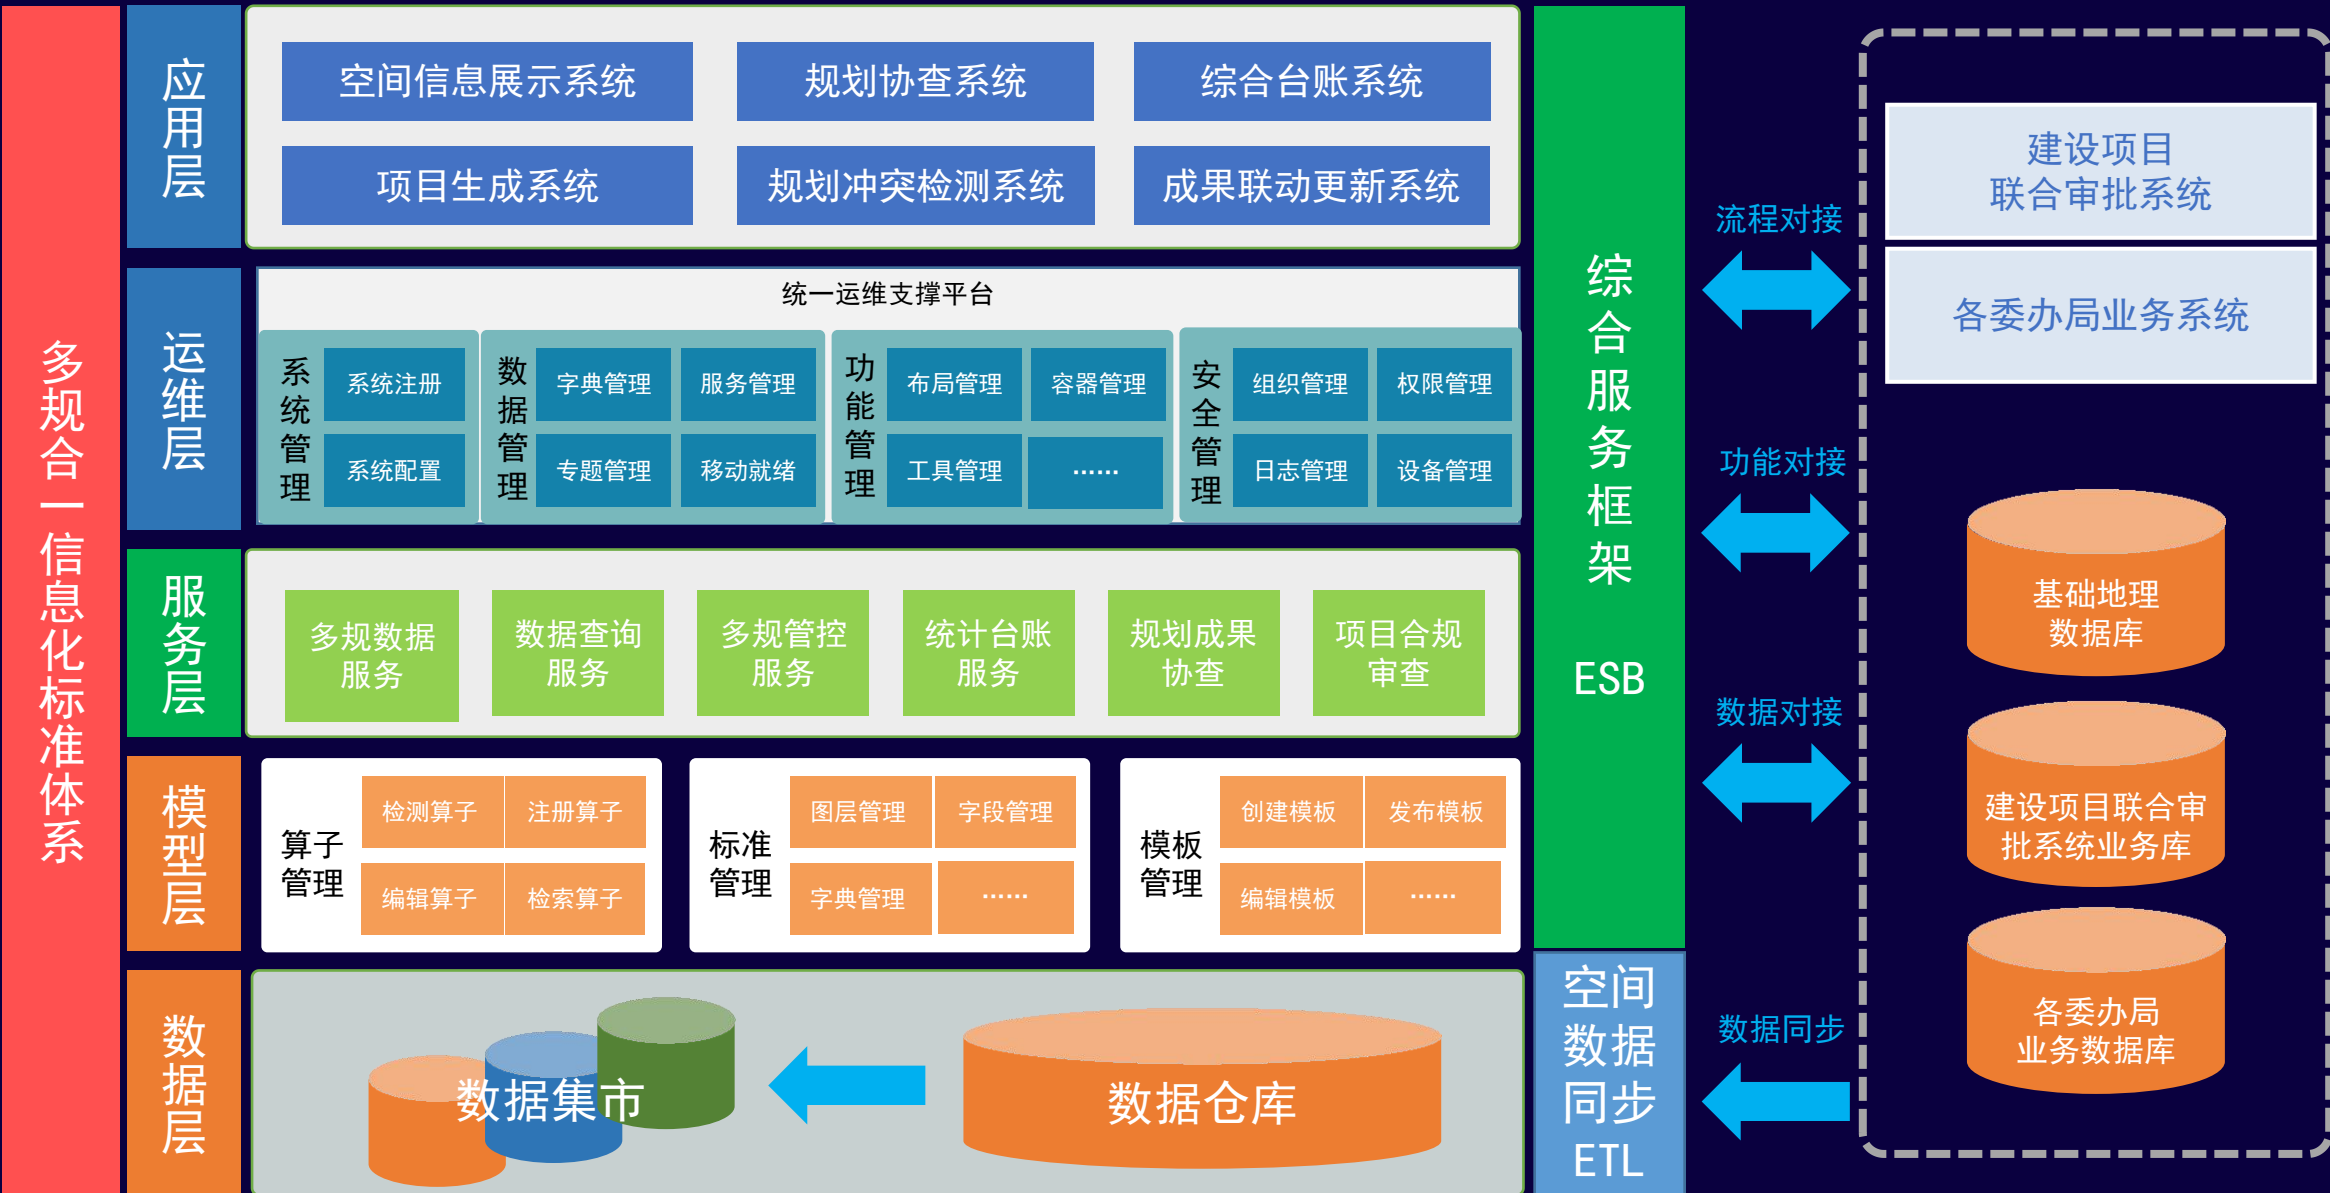 多规合一信息化标准体系
应用层
空间信息展示系统
规划协查系统
综合台账系统
项目生成系统
规划冲突检测系统
成果联动更新系统
运维层
统一运维支撑平台
系统管理
系统注册
系统配置
数据管理
字典管理
服务管理
专题管理
移动就绪
功能管理
布局管理
容器管理
工具管理
......
安全管理
组织管理
权限管理
日志管理
设备管理
服务层
多规数据
服务
数据查询
服务
多规管控
服务
统计台账
服务
规划成果
协查
项目合规
审查
模型层
算子
管理
检测算子
注册算子
编辑算子
检索算子
标准
管理
图层管理
字段管理
字典管理
......
模板
管理
创建模板
发布模板
编辑模板
......
数据层
数据集市
数据仓库
综合服务框架
ESB
空间
数据
同步
ETL
流程对接
功能对接
数据对接
数据同步
建设项目
联合审批系统
各委办局业务系统
基础地理
数据库
建设项目联合审
批系统业务库
各委办局
业务数据库